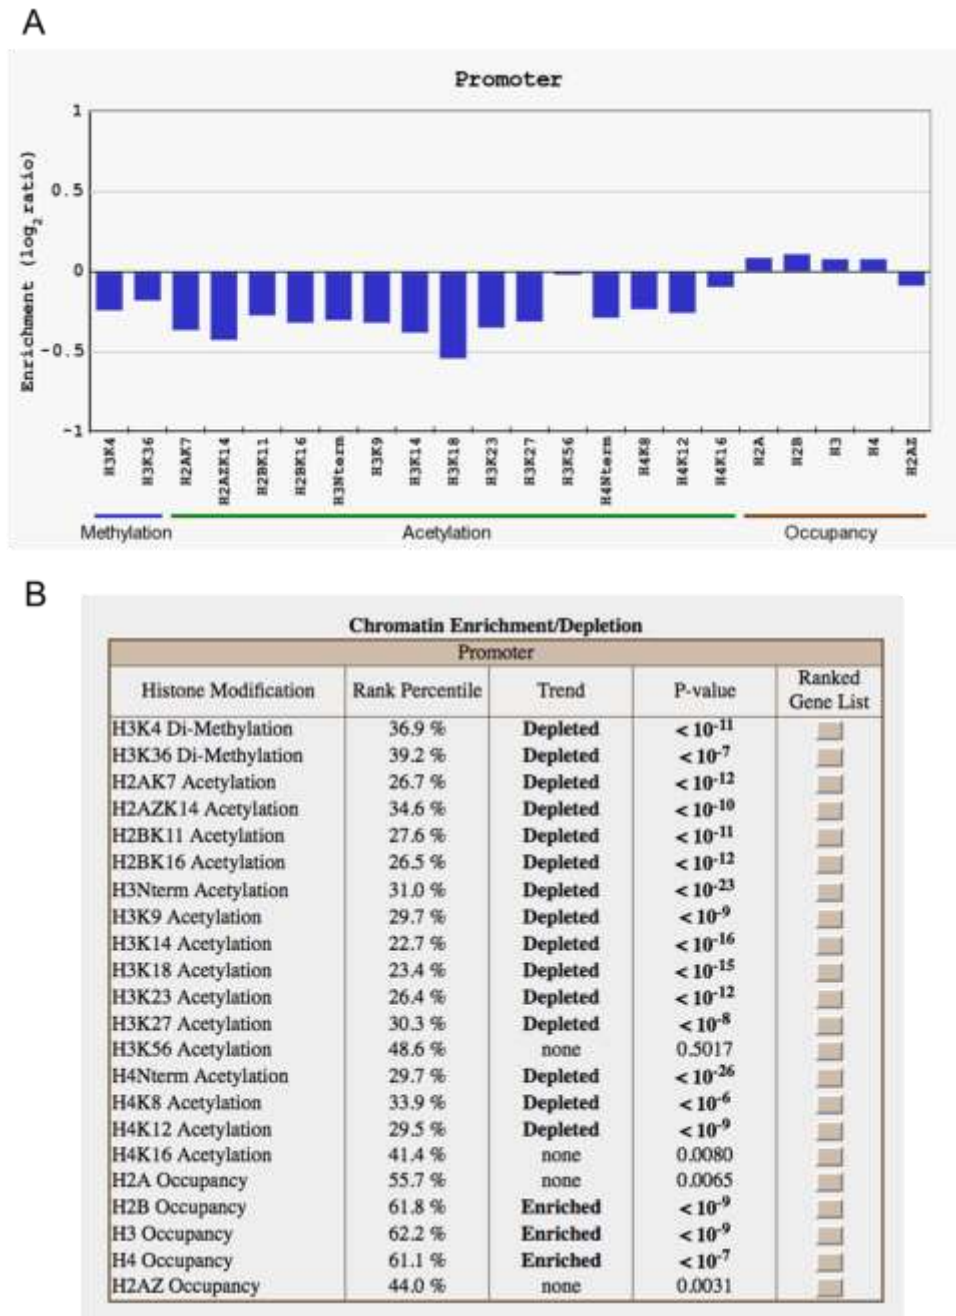 A
Promoter
Enrichment (log2 ratio)
1
0.5
0
-0.5
-1
H3K4
H3K36
H2AK7
H2AZK14
H2BK11
H2BK16
H3Nterm
H3K9
H3K14
H3K18
H3K23
H3K27
H3K56
H4Nterm
H4K8
H4K12
H4K16
H2A
H2B
H3
H4
H2AZ
Methylation Acetylation Occupancy
B
Chromatin Enrichment/Depletion
Promoter
Histone Modification Rank Percentile Trend P-value Ranked Gene List
H3K4 Di-Methylation 36.9 % Depleted < 10-11
H3K36 Di-Methylation 39.2 % Depleted < 10-7
H2AK7 Acetylation 26.7 % Depleted < 10-12
H2AZK14 Acetylation 34.6 % Depleted < 10-10
H2BK11 Acetylation 27.6 % Depleted < 10-11
H2BK16 Acetylation 26.5 % Depleted < 10-12
H3Nterm Acetylation 31.0 % Depleted < 10-23
H3K9 Acetylation 29.7 % Depleted < 10-9
H3K14 Acetylation 22.7 % Depleted < 10-16
H3K18 Acetylation 23.4 % Depleted < 10-15
H3K23 Acetylation 26.4 % Depleted < 10-12
H3K27 Acetylation 30.3 % Depleted < 10-8
H3K56 Acetylation 48.6 % none 0.5017
H4Nterm Acetylation 29.7 % Depleted < 10-26
H4K8 Acetylation 33.9 % Depleted < 10-6
H4K12 Acetylation 29.5 % Depleted < 10-9
H4K16 Acetylation 41.4 % none 0.0080
H2A Occupancy 55.7 % none 0.0065
H2B Occupancy 61.8 % Enriched < 10-9
H3 Occupancy 62.2 % Enriched < 10-9
H4 Occupancy 61.1 % Enriched < 10-7
H2AZ Occupancy 44.0 % none 0.0031